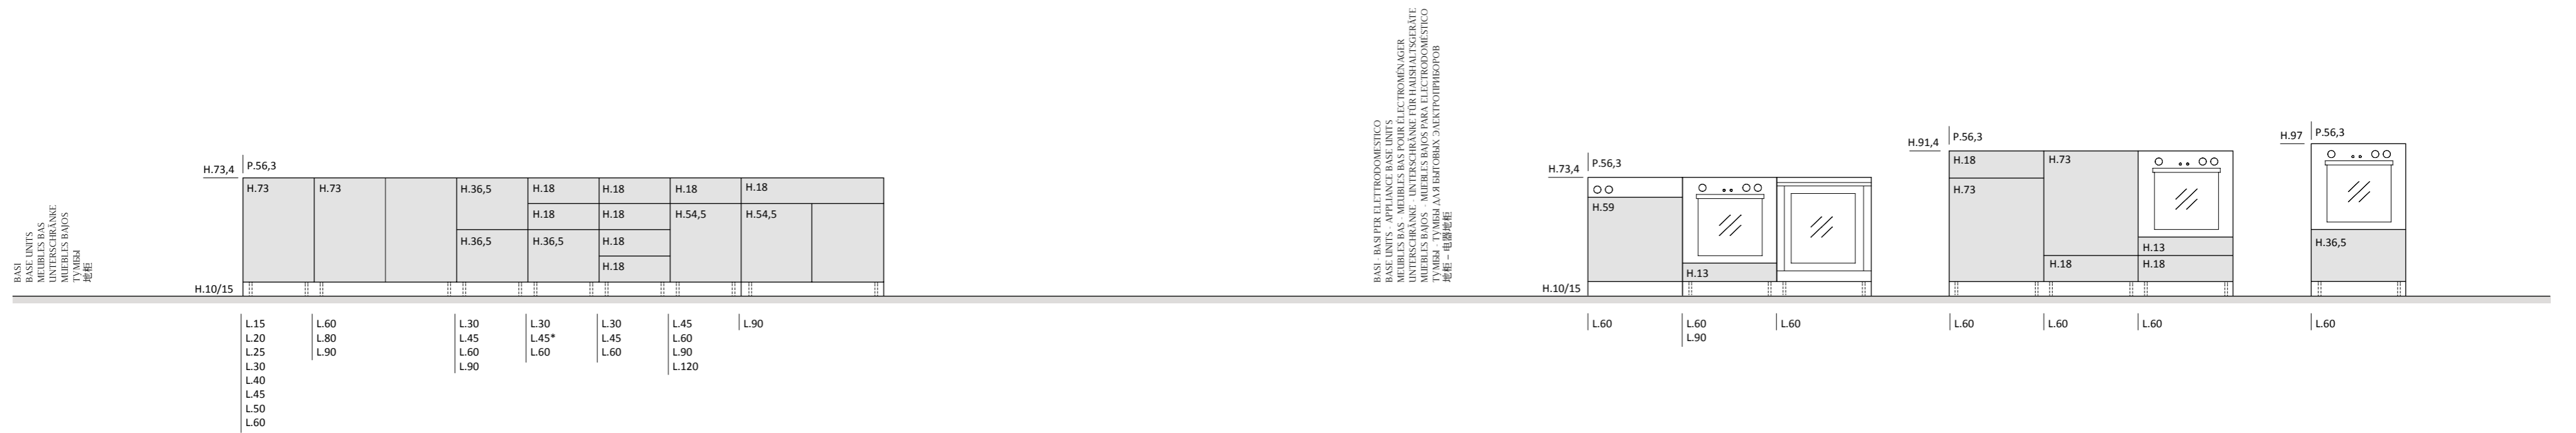 BASI
BASE UNITS
MEUBLES BAS
UNTERSCHRÄNKE
MUEBLES BAJOS
ТУМБЫ
地柜
H.73,4
P.56,3
H.73
H.73
H.36,5
H.18
H.18
H.18
H.18
H.18
H.18
H.54,5
H.54,5
H.36,5
H.36,5
H.18
H.18
H.10/15
L.15
L.20
L.25
L.30
L.40
L.45
L.50
L.60
L.60
L.80
L.90
L.30
L.45
L.60
L.90
L.30
L.45*
L.60
L.30
L.45
L.60
L.45
L.60
L.90
L.120
L.90
BASI - BASI PER ELETTRODOMESTICO
BASE UNITS - APPLIANCE BASE UNITS
MEUBLES BAS - MEUBLES BAS POUR ÉLECTROMÉNAGER
UNTERSCHRÄNKE - UNTERSCHRÄNKE FÜR HAUSHALTSGERÄTE
MUEBLES BAJOS - MUEBLES BAJOS PARA ELECTRODOMÉSTICO
ТУМБЫ - ТУМБЫ ДЛЯ БЫТОВЫХ ЭЛЕКТРОПРИБОРОВ
地柜 – 电器地柜
H.73,4
P.56,3
H.59
H.13
H.10/15
L.60
L.60
L.90
L.60
H.91,4
P.56,3
H.18
H.73
H.73
H.13
H.18
H.18
L.60
L.60
L.60
H.97
P.56,3
H.36,5
L.60